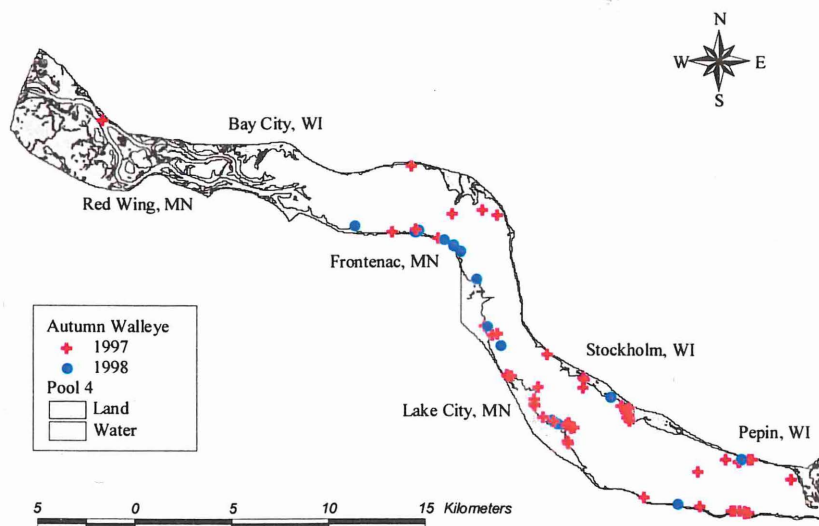 N
W E
S
Bay City, WI
Red Wing, MN
Frontenac, MN
Stockholm, WI
Lake City, MN
Pepin, WI
Autumn Walleye
1997
1998
Pool 4
Land
Water
5 0 5 10 15 Kilometers